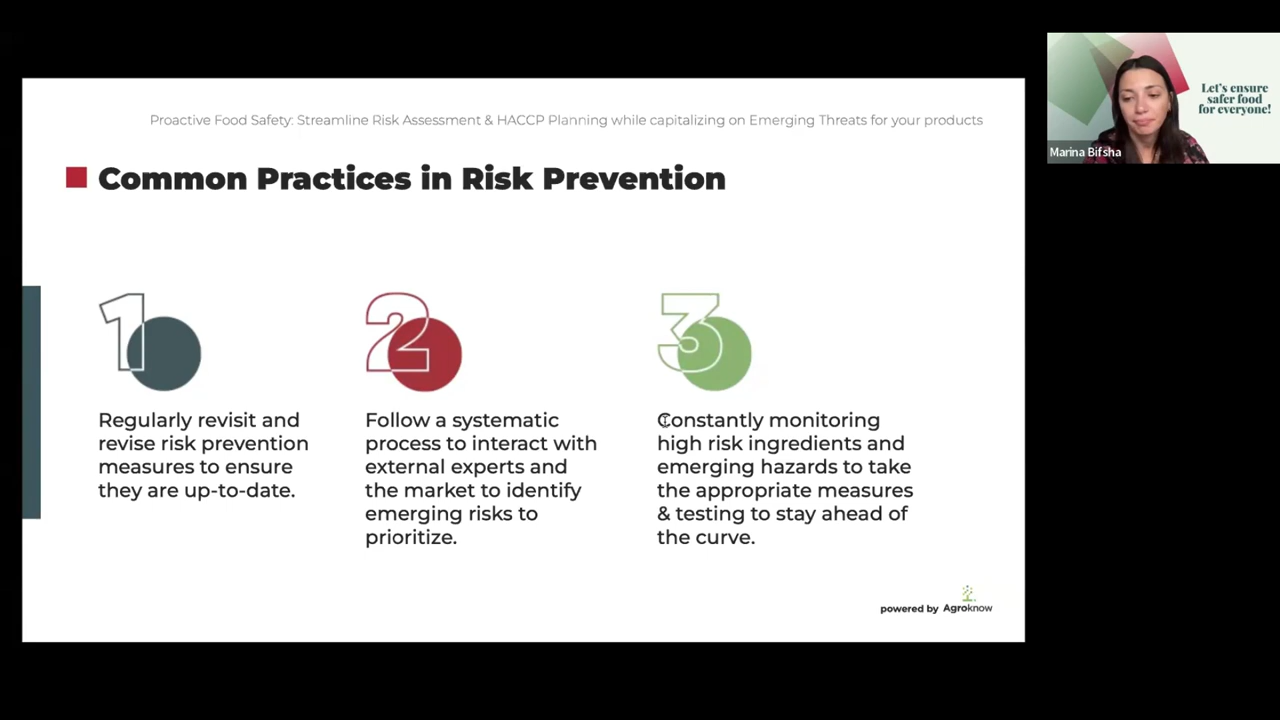 Proactive Food Safety: Streamline Risk Assessment & HACCP Planning while capitalizing on Emerging Threats for your products
Common Practices in Risk Prevention
1
Regularly revisit and
revise risk prevention
measures to ensure
they are up-to-date.
2
Follow a systematic
process to interact with
external experts and
the market to identify
emerging risks to
prioritize.
3
Constantly monitoring
high risk ingredients and
emerging hazards to take
the appropriate measures
& testing to stay ahead of
the curve.
powered by Agroknow
Let's ensure
safer food
for everyone!
Marina Bifsha